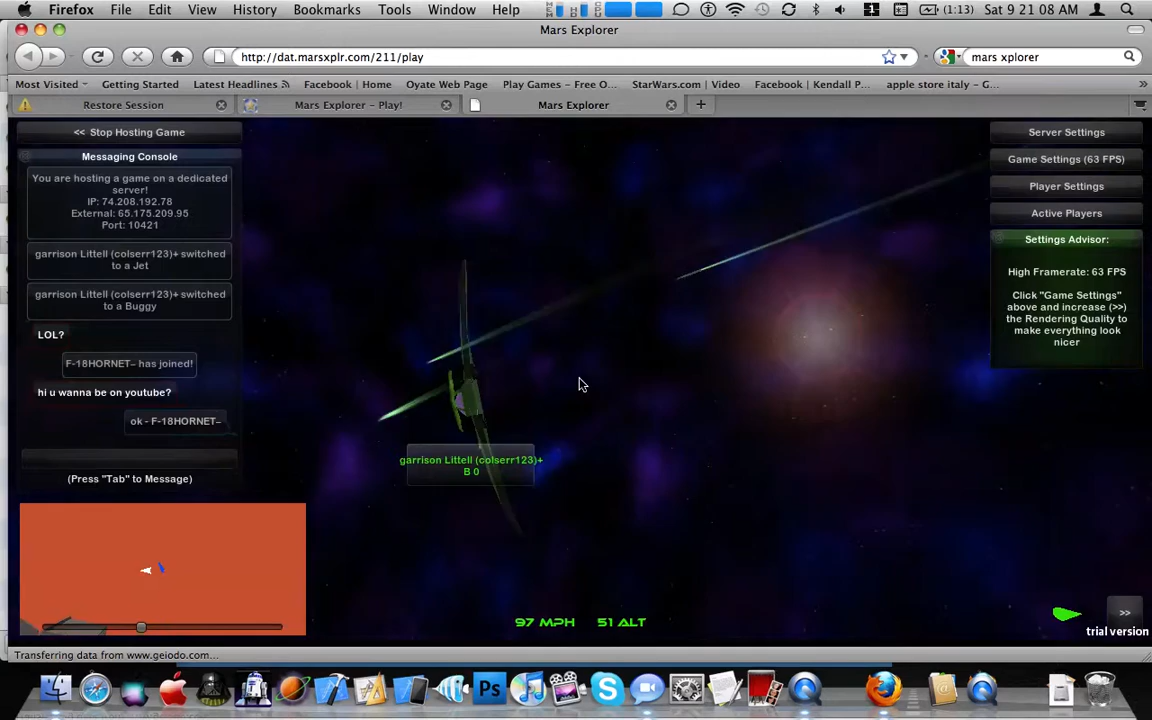 Firefox File Edit View History Bookmarks Tools Window Help (1:13) Sat 9 21 08 AM
Mars Explorer
http://dat.marsxplr.com/211/play mars xplorer
Most Visited Getting Started Latest Headlines Facebook | Home Oyate Web Page Play Games – Free O... StarWars.com | Video Facebook | Kendall P... apple store italy – G...
Restore Session Mars Explorer – Play! Mars Explorer
<< Stop Hosting Game
Messaging Console
You are hosting a game on a dedicated
server!
IP: 74.208.192.78
External: 65.175.209.95
Port: 10421
garrison Littell (colserr123)+ switched
to a Jet
garrison Littell (colserr123)+ switched
to a Buggy
LOL?
F-18HORNET– has joined!
hi u wanna be on youtube?
ok - F-18HORNET–
(Press "Tab" to Message)
garrison Littell (colserr123)+
B 0
97 MPH 51 ALT
Server Settings
Game Settings (63 FPS)
Player Settings
Active Players
Settings Advisor:
High Framerate: 63 FPS
Click "Game Settings"
above and increase (>>)
the Rendering Quality to
make everything look
nicer
>>
trial version
Transferring data from www.geiodo.com...
Ps